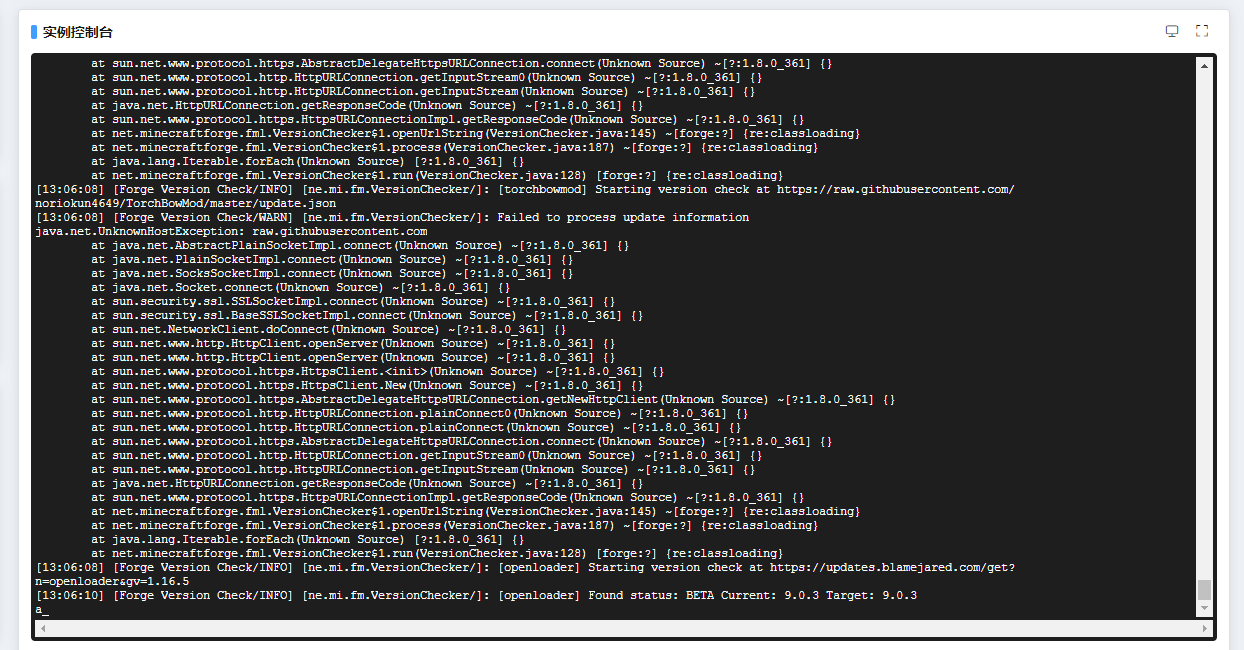 实例控制台
at sun.net.www.protocol.https.AbstractDelegateHttpsURLConnection.connect(Unknown Source) ~[?:1.8.0_361] {}
at sun.net.www.protocol.http.HttpURLConnection.getInputStream0(Unknown Source) ~[?:1.8.0_361] {}
at sun.net.www.protocol.http.HttpURLConnection.getInputStream(Unknown Source) ~[?:1.8.0_361] {}
at java.net.HttpURLConnection.getResponseCode(Unknown Source) ~[?:1.8.0_361] {}
at sun.net.www.protocol.https.HttpsURLConnectionImpl.getResponseCode(Unknown Source) ~[?:1.8.0_361] {}
at net.minecraftforge.fml.VersionChecker$1.openUrlString(VersionChecker.java:145) ~[forge:?] {re:classloading}
at net.minecraftforge.fml.VersionChecker$1.process(VersionChecker.java:187) ~[forge:?] {re:classloading}
at java.lang.Iterable.forEach(Unknown Source) [?:1.8.0_361] {}
at net.minecraftforge.fml.VersionChecker$1.run(VersionChecker.java:128) [forge:?] {re:classloading}
[13:06:08] [Forge Version Check/INFO] [ne.mi.fm.VersionChecker/]: [torchbowmod] Starting version check at https://raw.githubusercontent.com/
noriokun4649/TorchBowMod/master/update.json
[13:06:08] [Forge Version Check/WARN] [ne.mi.fm.VersionChecker/]: Failed to process update information
java.net.UnknownHostException: raw.githubusercontent.com
at java.net.AbstractPlainSocketImpl.connect(Unknown Source) ~[?:1.8.0_361] {}
at java.net.PlainSocketImpl.connect(Unknown Source) ~[?:1.8.0_361] {}
at java.net.SocksSocketImpl.connect(Unknown Source) ~[?:1.8.0_361] {}
at java.net.Socket.connect(Unknown Source) ~[?:1.8.0_361] {}
at sun.security.ssl.SSLSocketImpl.connect(Unknown Source) ~[?:1.8.0_361] {}
at sun.security.ssl.BaseSSLSocketImpl.connect(Unknown Source) ~[?:1.8.0_361] {}
at sun.net.NetworkClient.doConnect(Unknown Source) ~[?:1.8.0_361] {}
at sun.net.www.http.HttpClient.openServer(Unknown Source) ~[?:1.8.0_361] {}
at sun.net.www.http.HttpClient.openServer(Unknown Source) ~[?:1.8.0_361] {}
at sun.net.www.protocol.https.HttpsClient.<init>(Unknown Source) ~[?:1.8.0_361] {}
at sun.net.www.protocol.https.HttpsClient.New(Unknown Source) ~[?:1.8.0_361] {}
at sun.net.www.protocol.https.AbstractDelegateHttpsURLConnection.getNewHttpClient(Unknown Source) ~[?:1.8.0_361] {}
at sun.net.www.protocol.http.HttpURLConnection.plainConnect0(Unknown Source) ~[?:1.8.0_361] {}
at sun.net.www.protocol.http.HttpURLConnection.plainConnect(Unknown Source) ~[?:1.8.0_361] {}
at sun.net.www.protocol.https.AbstractDelegateHttpsURLConnection.connect(Unknown Source) ~[?:1.8.0_361] {}
at sun.net.www.protocol.http.HttpURLConnection.getInputStream0(Unknown Source) ~[?:1.8.0_361] {}
at sun.net.www.protocol.http.HttpURLConnection.getInputStream(Unknown Source) ~[?:1.8.0_361] {}
at java.net.HttpURLConnection.getResponseCode(Unknown Source) ~[?:1.8.0_361] {}
at sun.net.www.protocol.https.HttpsURLConnectionImpl.getResponseCode(Unknown Source) ~[?:1.8.0_361] {}
at net.minecraftforge.fml.VersionChecker$1.openUrlString(VersionChecker.java:145) ~[forge:?] {re:classloading}
at net.minecraftforge.fml.VersionChecker$1.process(VersionChecker.java:187) ~[forge:?] {re:classloading}
at java.lang.Iterable.forEach(Unknown Source) [?:1.8.0_361] {}
at net.minecraftforge.fml.VersionChecker$1.run(VersionChecker.java:128) [forge:?] {re:classloading}
[13:06:08] [Forge Version Check/INFO] [ne.mi.fm.VersionChecker/]: [openloader] Starting version check at https://updates.blamejared.com/get?
n=openloader&gv=1.16.5
[13:06:10] [Forge Version Check/INFO] [ne.mi.fm.VersionChecker/]: [openloader] Found status: BETA Current: 9.0.3 Target: 9.0.3
a_